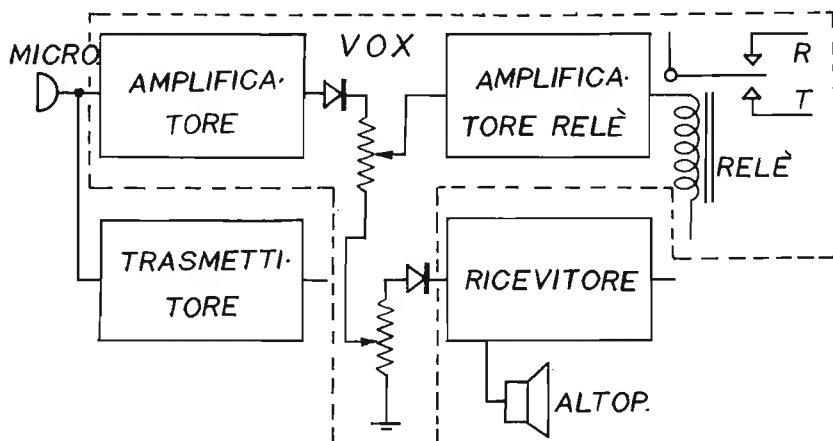 MICRO.
VOX
AMPLIFICA·
TORE
AMPLIFICA·
TORE RELÈ
R
T
RELÈ
TRASMETTI·
TORE
RICEVITORE
ALTOP.